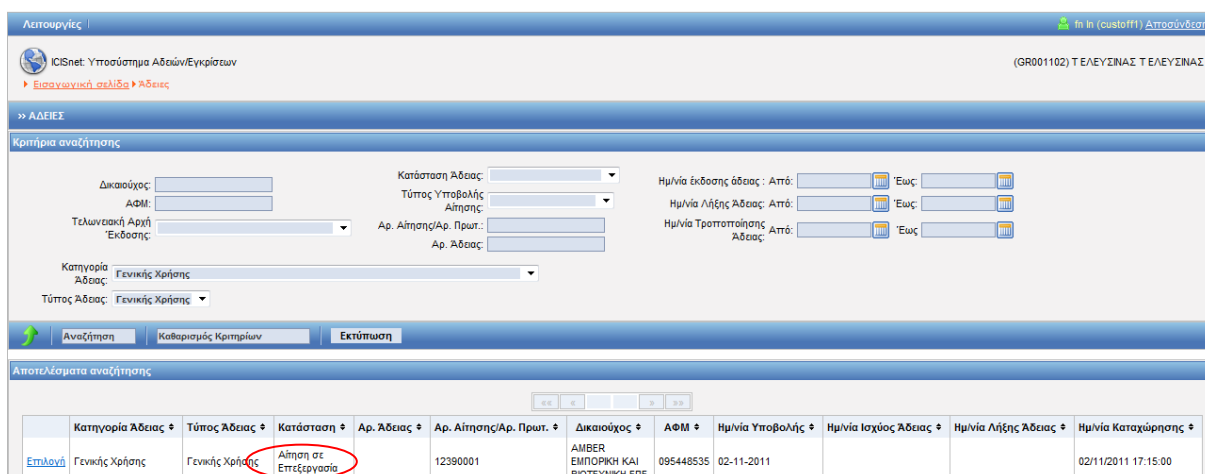 Λειτουργίες
fn ln (custoff1) Αποσύνδεση
ICISnet: Υποσύστημα Αδειών/Εγκρίσεων
(GR001102) Τ ΕΛΕΥΣΙΝΑΣ Τ ΕΛΕΥΣΙΝΑΣ
Εισαγωγική σελίδα Άδειες
>> ΑΔΕΙΕΣ
Κριτήρια αναζήτησης
Δικαιούχος:
Κατάσταση Άδειας:
Ημ/νία έκδοσης άδειας : Από: Έως:
ΑΦΜ:
Τύπος Υποβολής
Αίτησης:
Ημ/νία Λήξης Άδειας: Από: Έως:
Τελωνειακή Αρχή
Έκδοσης:
Αρ. Αίτησης/Αρ. Πρωτ.:
Ημ/νία Τροποποίησης
Άδειας: Από: Έως
Αρ. Άδειας:
Κατηγορία
Άδειας: Γενικής Χρήσης
Τύπος Άδειας: Γενικής Χρήσης
Αναζήτηση Καθαρισμός Κριτηρίων Εκτύπωση
Αποτελέσματα αναζήτησης
«« « » »»
Κατηγορία Άδειας Τύπος Άδειας Κατάσταση Αρ. Άδειας Αρ. Αίτησης/Αρ. Πρωτ. Δικαιούχος ΑΦΜ Ημ/νία Υποβολής Ημ/νία Ισχύος Άδειας Ημ/νία Λήξης Άδειας Ημ/νία Καταχώρησης
Επιλογή Γενικής Χρήσης Γενικής Χρήσης Αίτηση σε
Επεξεργασία 12390001 AMBER
ΕΜΠΟΡΙΚΗ ΚΑΙ
ΒΙΟΤΕΧΝΙΚΗ ΕΠΕ 095448535 02-11-2011 02/11/2011 17:15:00